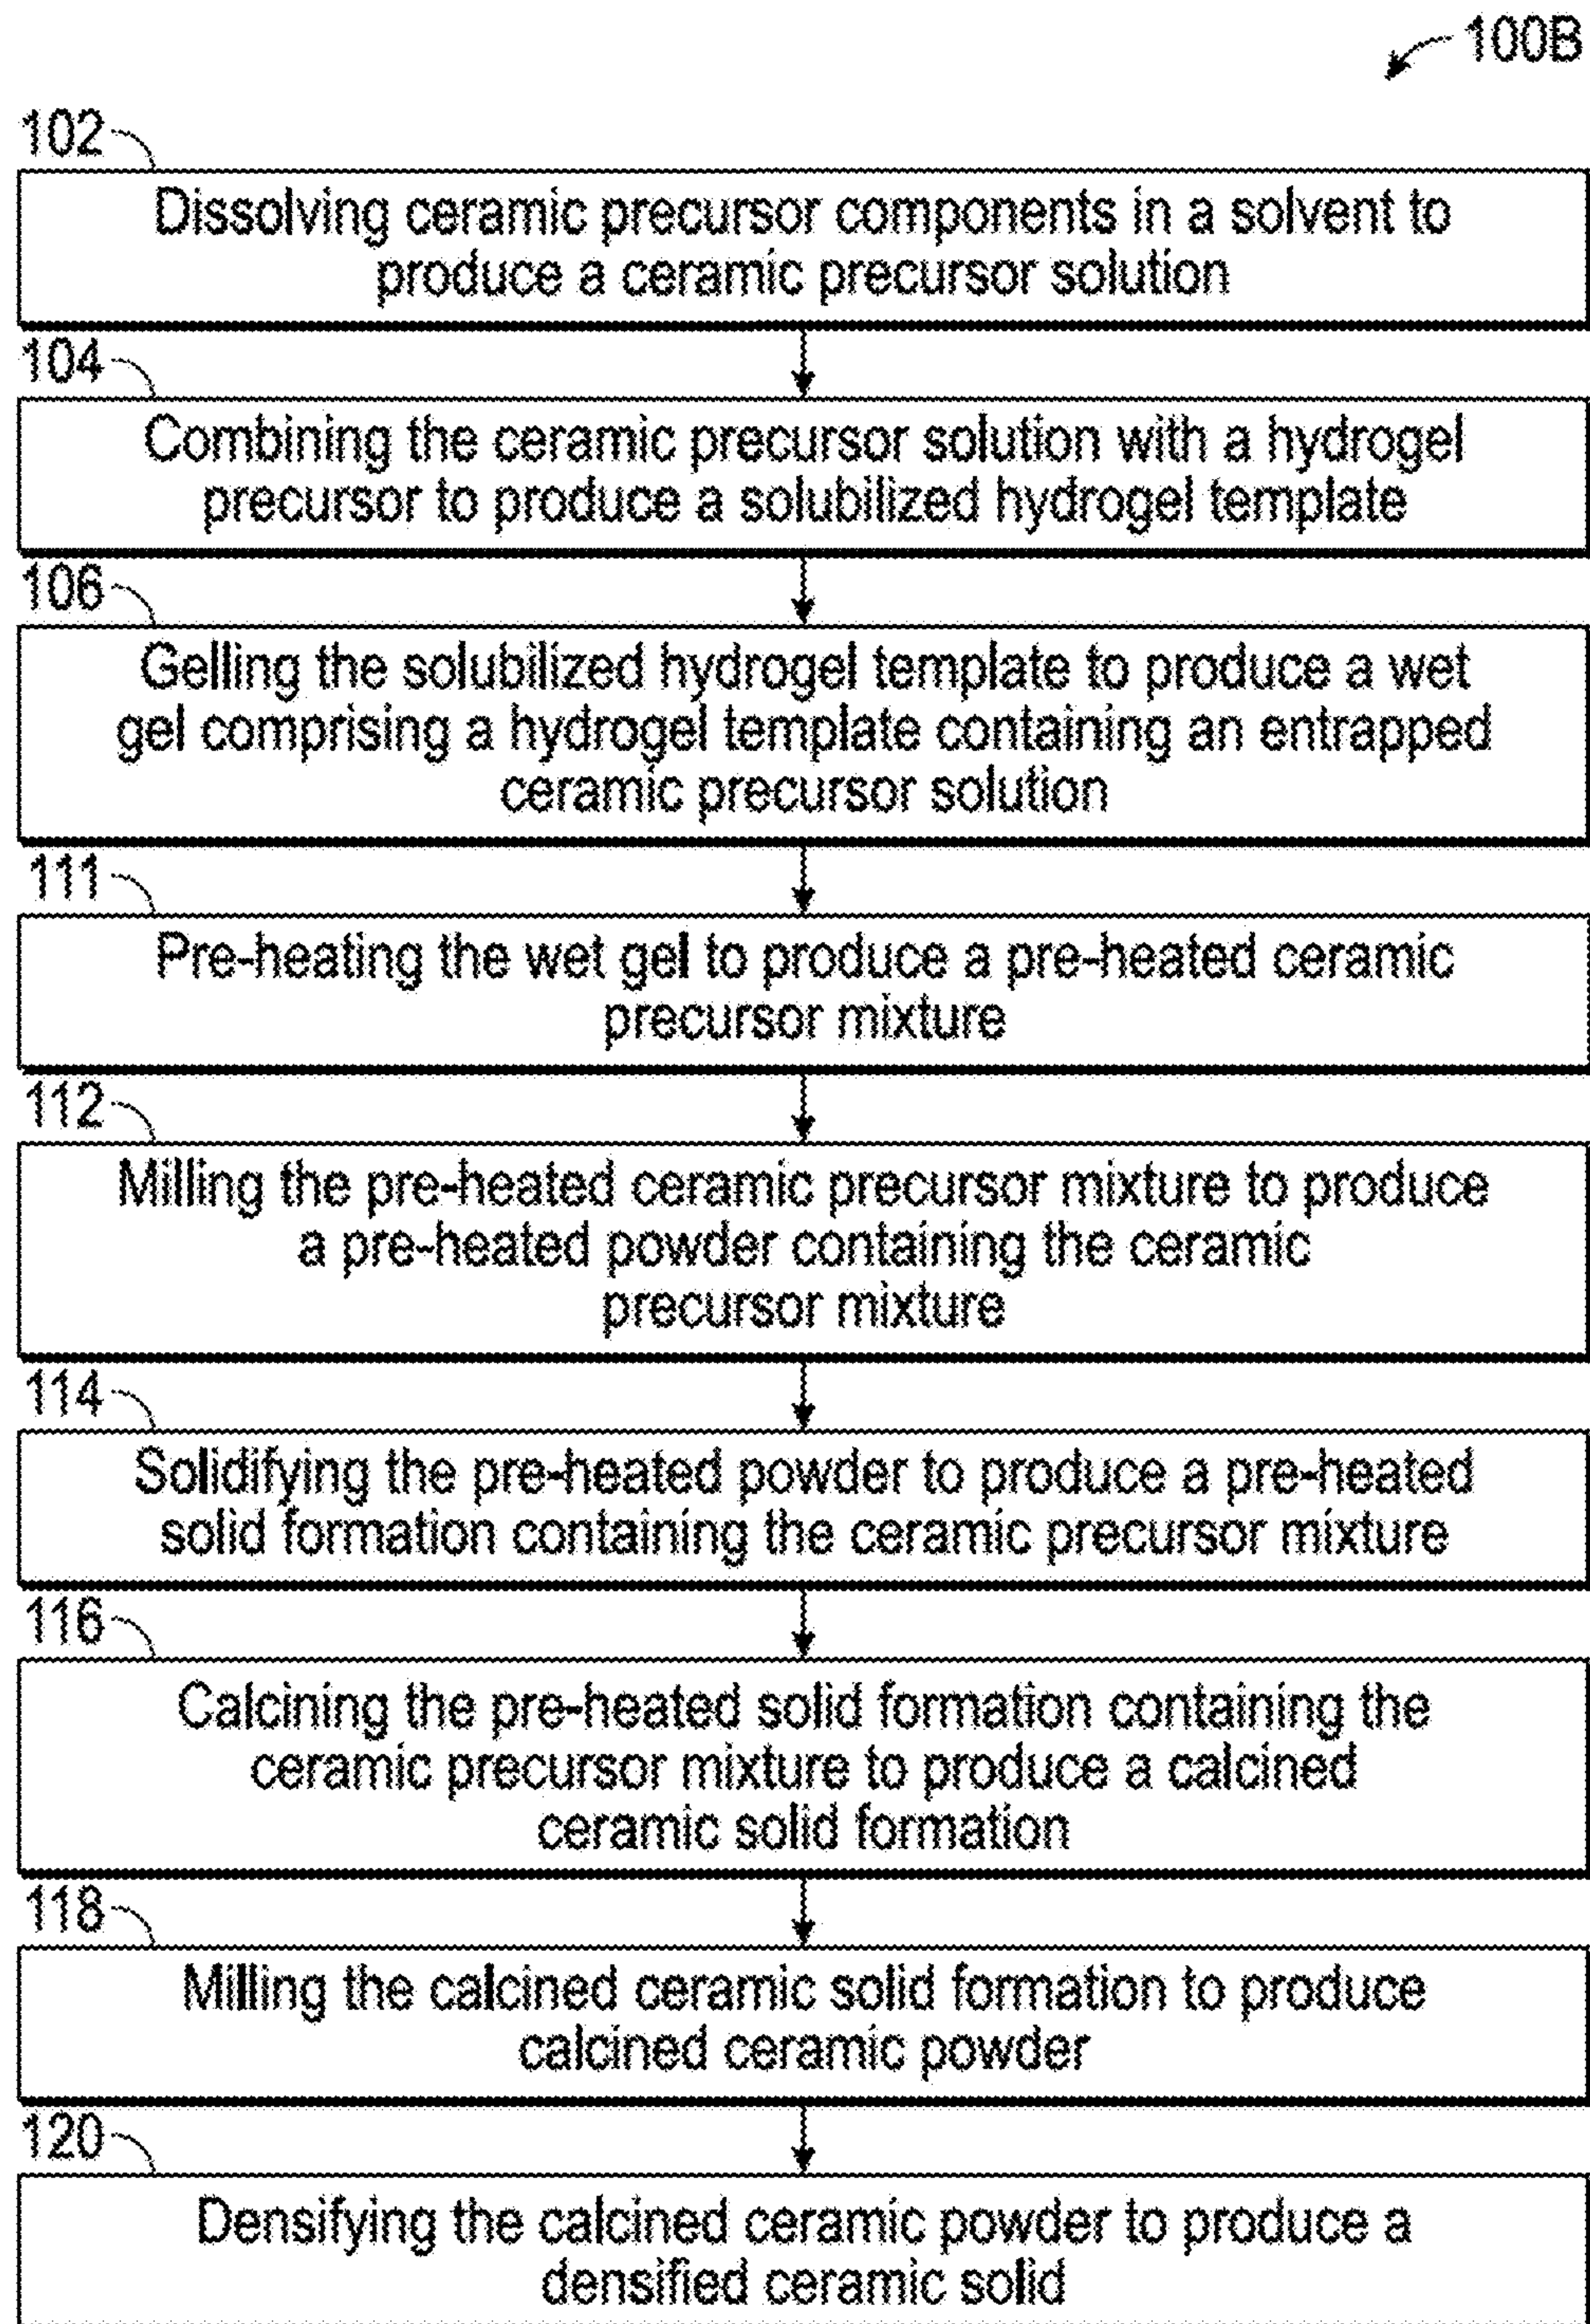 100B
102
Dissolving ceramic precursor components in a solvent to
produce a ceramic precursor solution
104
Combining the ceramic precursor solution with a hydrogel
precursor to produce a solubilized hydrogel template
106
Gelling the solubilized hydrogel template to produce a wet
gel comprising a hydrogel template containing an entrapped
ceramic precursor solution
111
Pre-heating the wet gel to produce a pre-heated ceramic
precursor mixture
112
Milling the pre-heated ceramic precursor mixture to produce
a pre-heated powder containing the ceramic
precursor mixture
114
Solidifying the pre-heated powder to produce a pre-heated
solid formation containing the ceramic precursor mixture
116
Calcining the pre-heated solid formation containing the
ceramic precursor mixture to produce a calcined
ceramic solid formation
118
Milling the calcined ceramic solid formation to produce
calcined ceramic powder
120
Densifying the calcined ceramic powder to produce a
densified ceramic solid